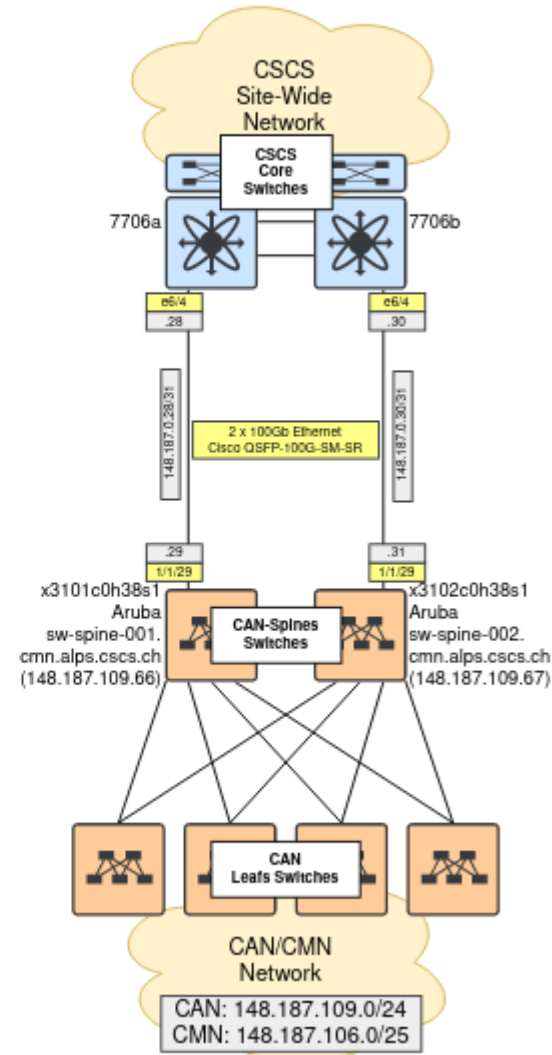 CSCS
Site-Wide
Network
CSCS
Core
Switches
7706a
7706b
e6/4
.28
e6/4
.30
148.187.0.28/31
2 x 100Gb Ethernet
Cisco QSFP-100G-SM-SR
148.187.0.30/31
.29
1/1/29
.31
1/1/29
x3101c0h38s1
Aruba
sw-spine-001.
cmn.alps.cscs.ch
(148.187.109.66)
CAN-Spines
Switches
x3102c0h38s1
Aruba
sw-spine-002.
cmn.alps.cscs.ch
(148.187.109.67)
CAN
Leafs Switches
CAN/CMN
Network
CAN: 148.187.109.0/24
CMN: 148.187.106.0/25